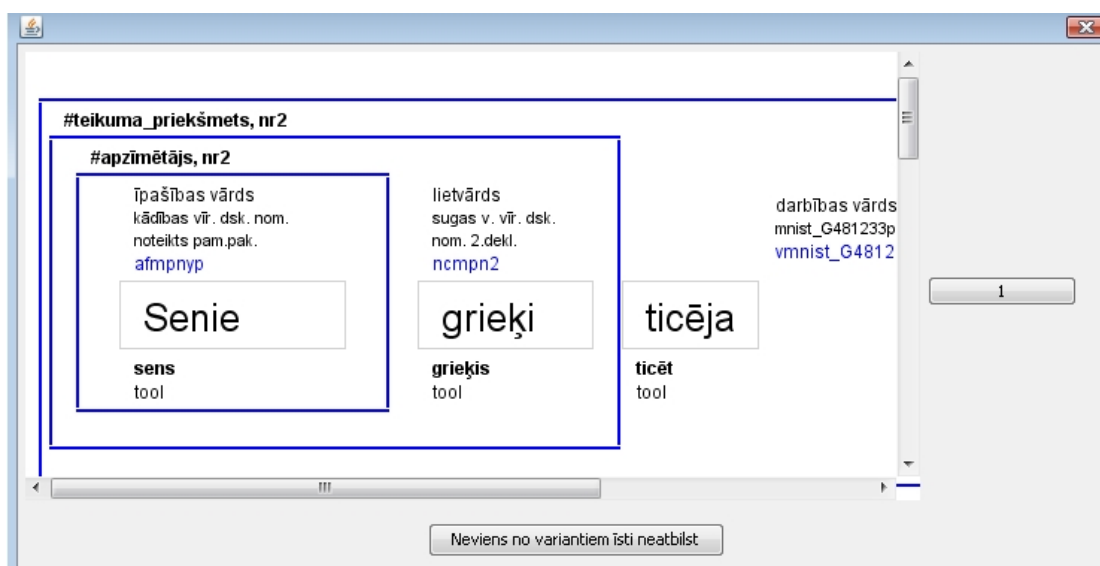 #teikuma_priekšmets, nr2
#apzīmētājs, nr2
īpašības vārds
kādības vīr. dsk. nom.
noteikts pam.pak.
afmpnyp
Senie
sens
tool
lietvārds
sugas v. vīr. dsk.
nom. 2.dekl.
ncmpn2
grieķi
grieķis
tool
darbības vārds
mnist_G481233p
vmnist_G4812
ticēja
ticēt
tool
1
Neviens no variantiem īsti neatbilst